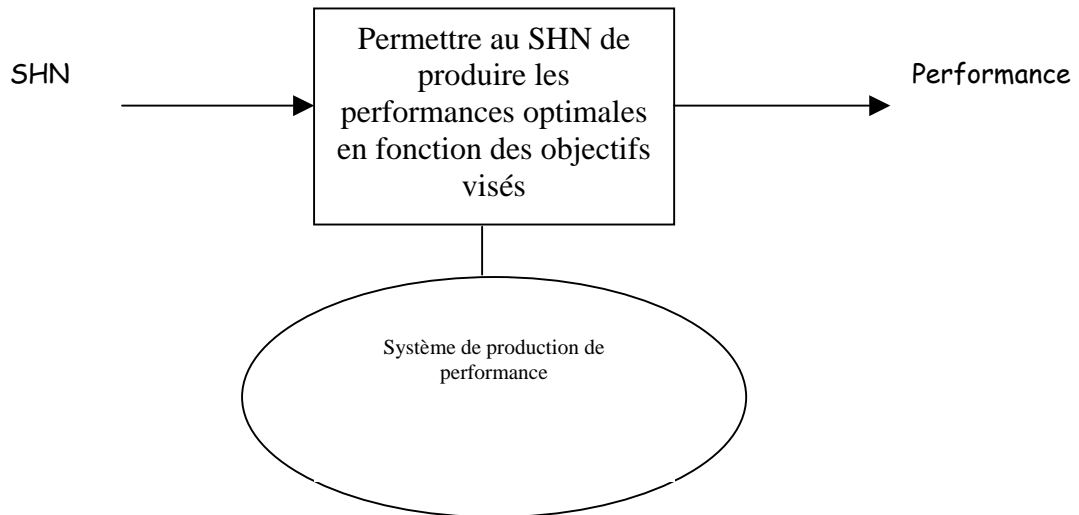 SHN
Permettre au SHN de
produire les
performances optimales
en fonction des objectifs
visés
Performance
Système de production de
performance